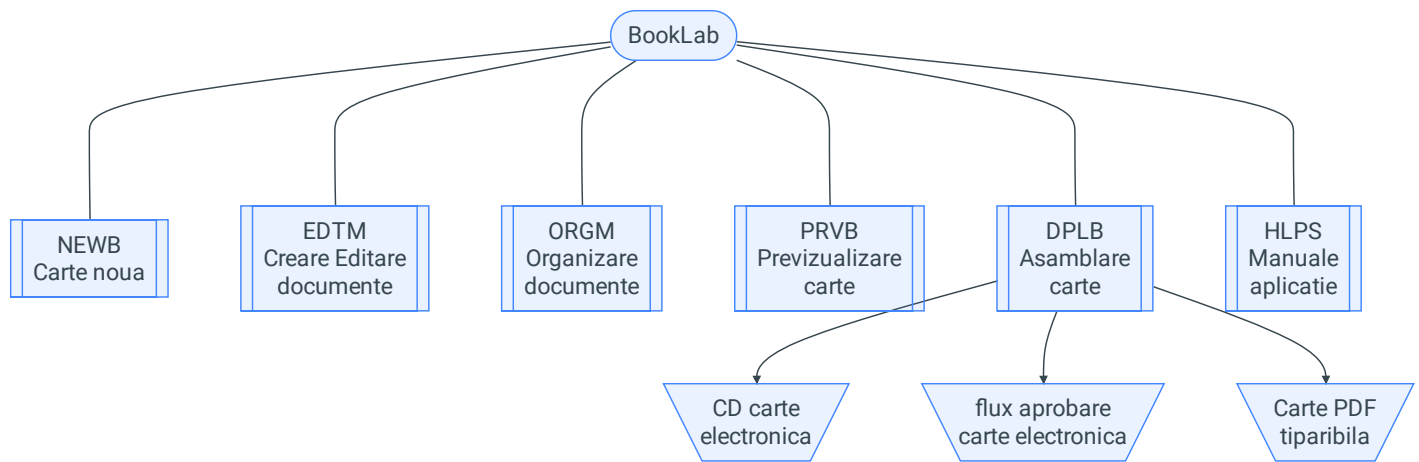 BookLab
NEWB
Carte noua
EDTM
Creare Editare
documente
ORGM
Organizare
documente
PRVB
Previzualizare
carte
DPLB
Asamblare
carte
HLPS
Manuale
aplicatie
CD carte
electronica
flux aprobare
carte electronica
Carte PDF
tiparibila